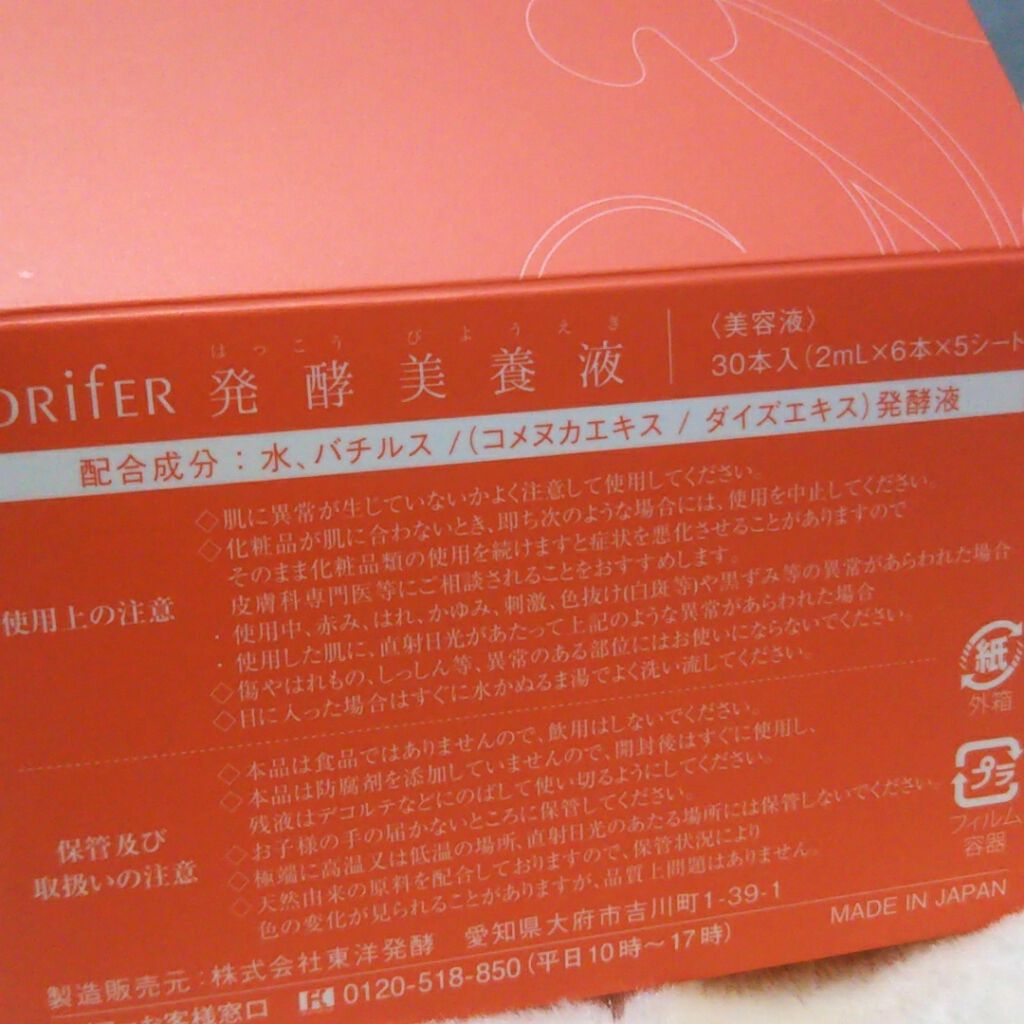 はっこう びようえき
ORifER 発酵美養液
〈美容液〉
30本入（2mL×6本×5シート
配合成分：水、バチルス /（コメヌカエキス / ダイズエキス）発酵液
使用上の注意
◇肌に異常が生じていないかよく注意して使用してください。
◇化粧品が肌に合わないとき、即ち次のような場合には、使用を中止してください。
そのまま化粧品類の使用を続けますと症状を悪化させることがありますので
皮膚科専門医等にご相談されることをおすすめします。
・使用中、赤み、はれ、かゆみ、刺激、色抜け(白斑等)や黒ずみ等の異常があらわれた場合
・使用した肌に、直射日光があたって上記のような異常があらわれた場合
◇傷やはれもの、しっしん等、異常のある部位にはお使いにならないでください。
◇目に入った場合はすぐに水かぬるま湯でよく洗い流してください。
保管及び
取扱いの注意
◇本品は食品ではありませんので、飲用はしないでください。
◇本品は防腐剤を添加していませんので、開封後はすぐに使用し、
残液はデコルテなどにのばして使い切るようにしてください。
◇お子様の手の届かないところに保管してください。
◇極端に高温又は低温の場所、直射日光のあたる場所には保管しないでください。
◇天然由来の原料を配合しておりますので、保管状況により
色の変化が見られることがありますが、品質上問題はありません。
紙
外箱
プラ
フィルム
容器
製造販売元：株式会社東洋発酵 愛知県大府市吉川町1-39-1
MADE IN JAPAN
お客様窓口 0120-518-850（平日10時～17時）